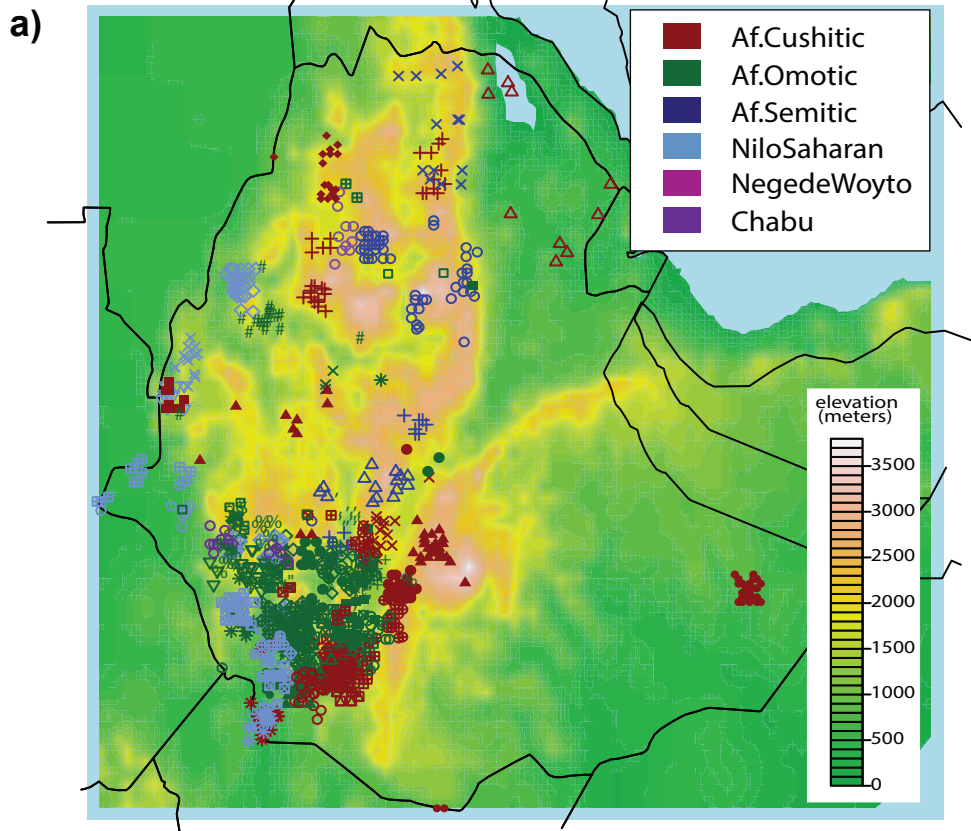 a)
Af.Cushitic
Af.Omotic
Af.Semitic
NiloSaharan
NegedeWoyto
Chabu
elevation
(meters)
3500
3000
2500
2000
1500
1000
500
0